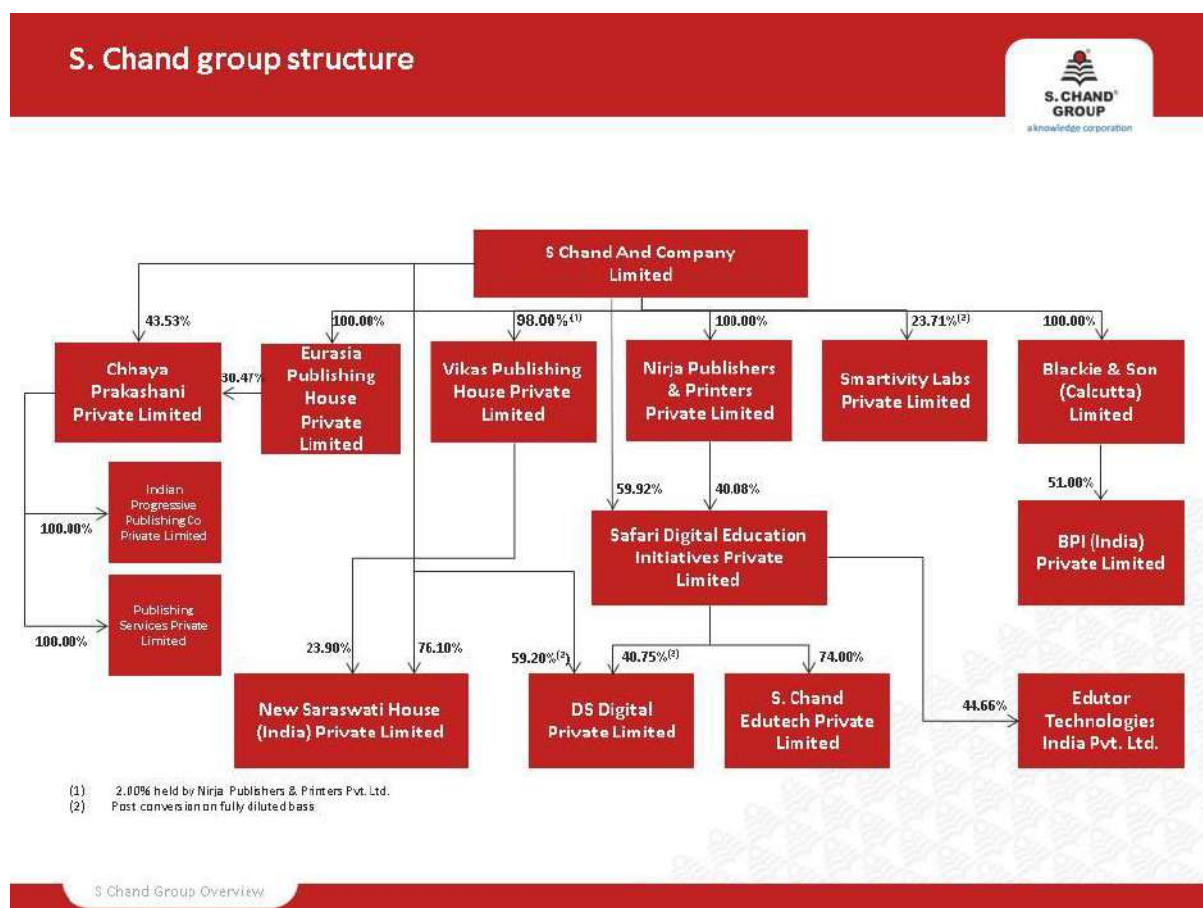 S. Chand group structure
S. CHAND®
GROUP
a knowledge corporation
S Chand And Company
Limited
43.53%
100.00%
98.00%(1)
100.00%
23.71%(2)
100.00%
Chhaya
Prakashani
Private Limited
30.47%
Eurasia
Publishing
House
Private
Limited
Vikas Publishing
House Private
Limited
Nirja Publishers
& Printers
Private Limited
Smartivity Labs
Private Limited
Blackie & Son
(Calcutta)
Limited
Indian
Progressive
Publishing Co
Private Limited
100.00%
59.92%
40.08%
51.00%
Safari Digital Education
Initiatives Private
Limited
BPI (India)
Private Limited
Publishing
Services Private
Limited
100.00%
23.90%
76.10%
59.20%(2)
40.75%(2)
74.00%
44.66%
New Saraswati House
(India) Private Limited
DS Digital
Private Limited
S. Chand
Edutech Private
Limited
Edutor
Technologies
India Pvt. Ltd.
(1) 2.00% held by Nirja Publishers & Printers Pvt. Ltd.
(2) Post conversion on fully diluted basis
S Chand Group Overview